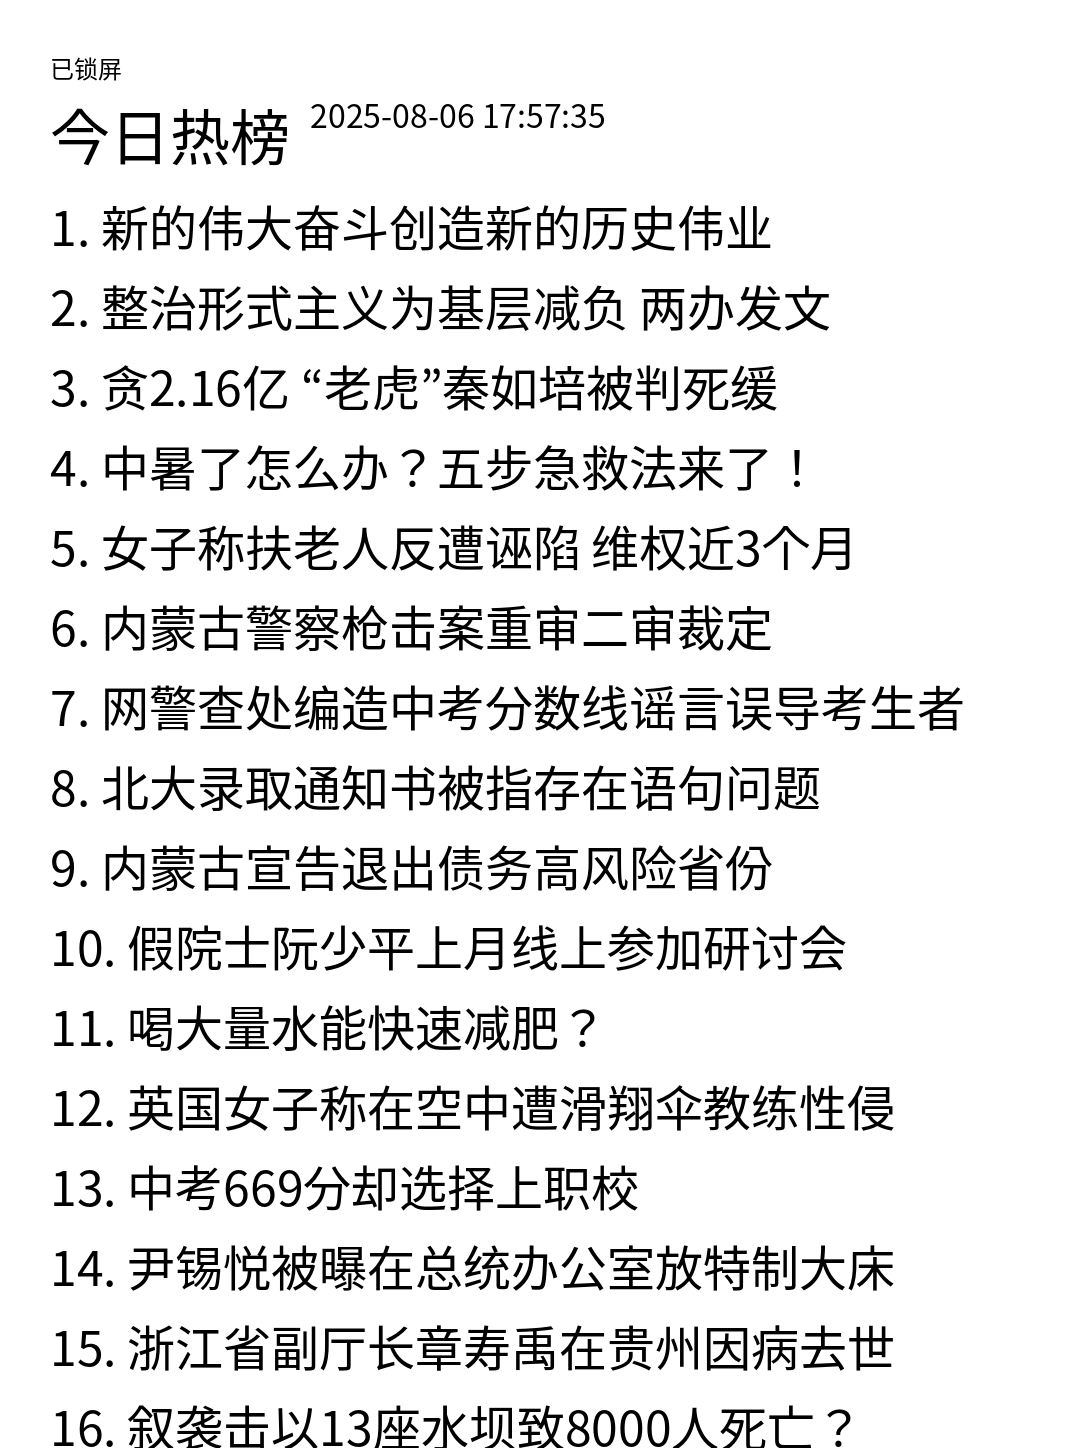 已锁屏
今日热榜 2025-08-06 17:57:35
1. 新的伟大奋斗创造新的历史伟业
2. 整治形式主义为基层减负 两办发文
3. 贪2.16亿 “老虎”秦如培被判死缓
4. 中暑了怎么办？五步急救法来了！
5. 女子称扶老人反遭诬陷 维权近3个月
6. 内蒙古警察枪击案重审二审裁定
7. 网警查处编造中考分数线谣言误导考生者
8. 北大录取通知书被指存在语句问题
9. 内蒙古宣告退出债务高风险省份
10. 假院士阮少平上月线上参加研讨会
11. 喝大量水能快速减肥？
12. 英国女子称在空中遭滑翔伞教练性侵
13. 中考669分却选择上职校
14. 尹锡悦被曝在总统办公室放特制大床
15. 浙江省副厅长章寿禹在贵州因病去世
16. 叙袭击以13座水坝致8000人死亡？